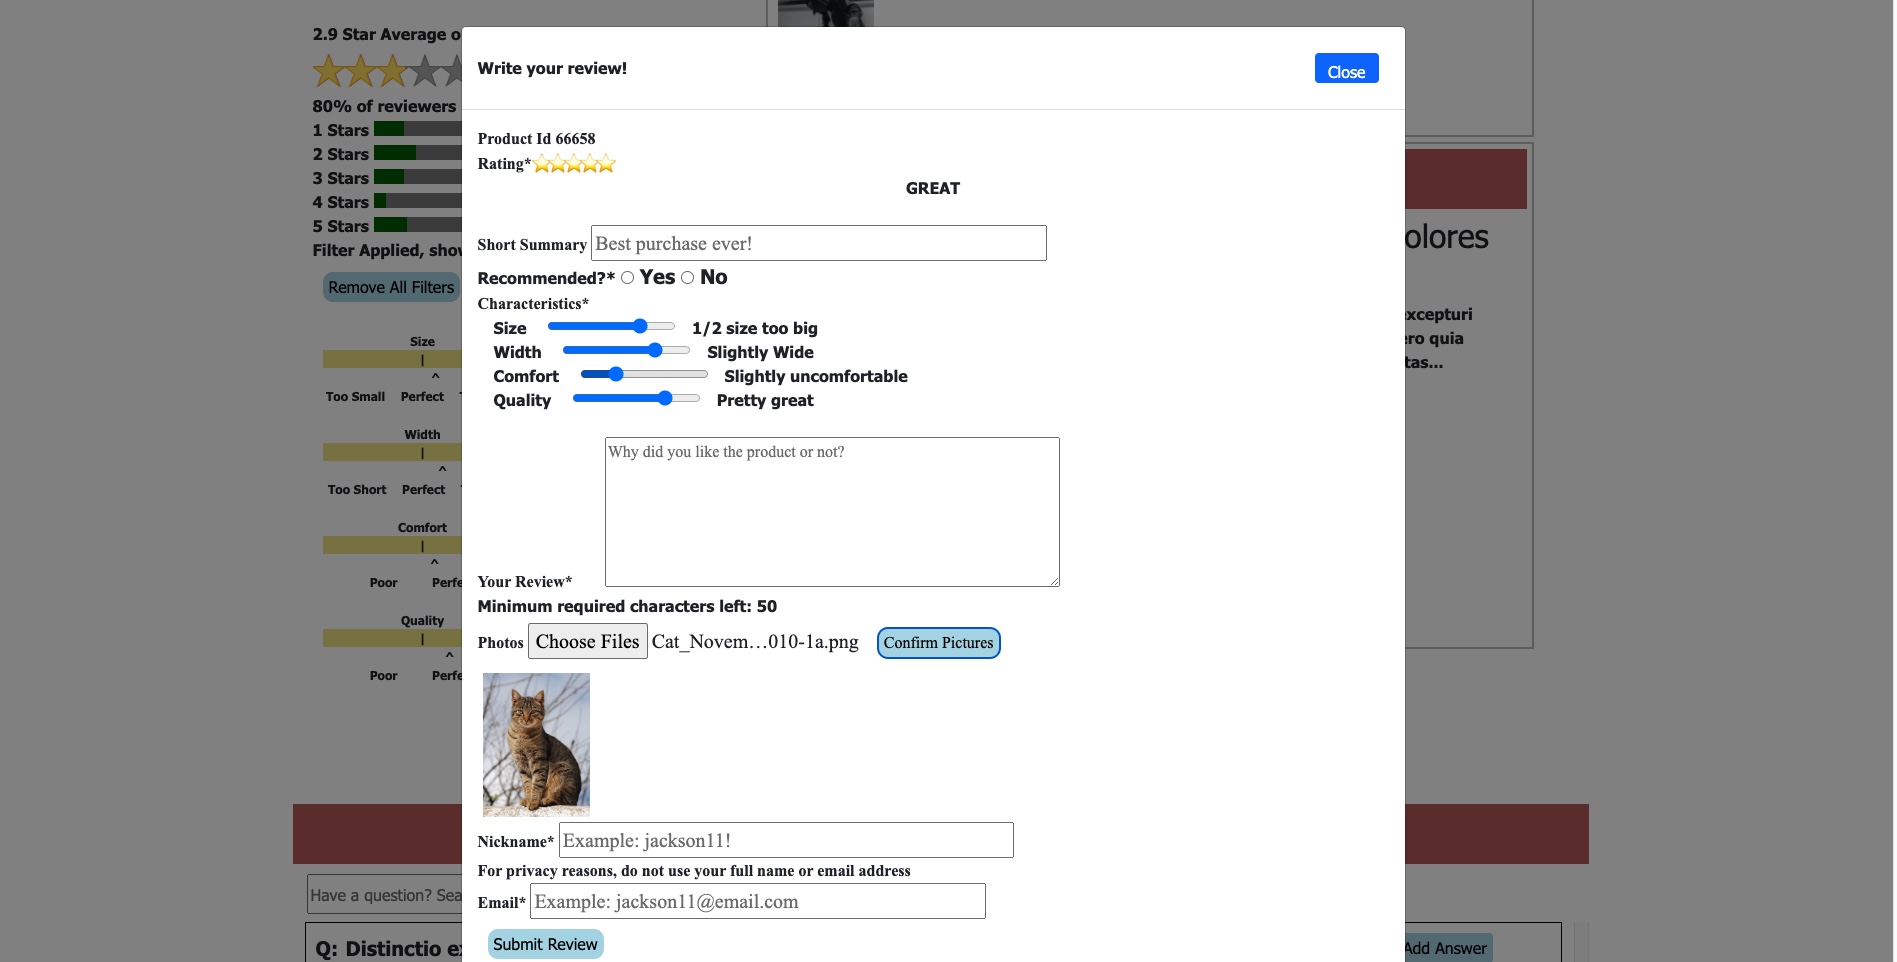 2.9 Star Average o
80% of reviewers
1 Stars
2 Stars
3 Stars
4 Stars
5 Stars
Filter Applied, show
Remove All Filters
Size
Too Small Perfect
Width
Too Short Perfect
Comfort
Poor Perfe
Quality
Poor Perfe
Write your review!
Close
Product Id 66658
Rating*
GREAT
Short Summary Best purchase ever!
Recommended?* Yes No
Characteristics*
Size 1/2 size too big
Width Slightly Wide
Comfort Slightly uncomfortable
Quality Pretty great
Why did you like the product or not?
Your Review*
Minimum required characters left: 50
Photos Choose Files Cat_Novem...010-1a.png Confirm Pictures
Nickname* Example: jackson11!
For privacy reasons, do not use your full name or email address
Email* Example: jackson11@email.com
Submit Review
olores
excepturi
ero quia
tas...
Have a question? Sea
Q: Distinctio e
Add Answer